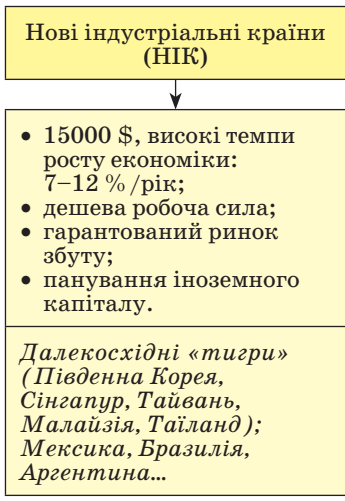 Нові індустріальні країни
(НІК)
• 15000 $, високі темпи
росту економіки:
7–12 % /рік;
• дешева робоча сила;
• гарантований ринок
збуту;
• панування іноземного
капіталу.
Далекосхідні «тигри»
(Південна Корея,
Сінгапур, Тайвань,
Малайзія, Таїланд);
Мексика, Бразилія,
Аргентина...